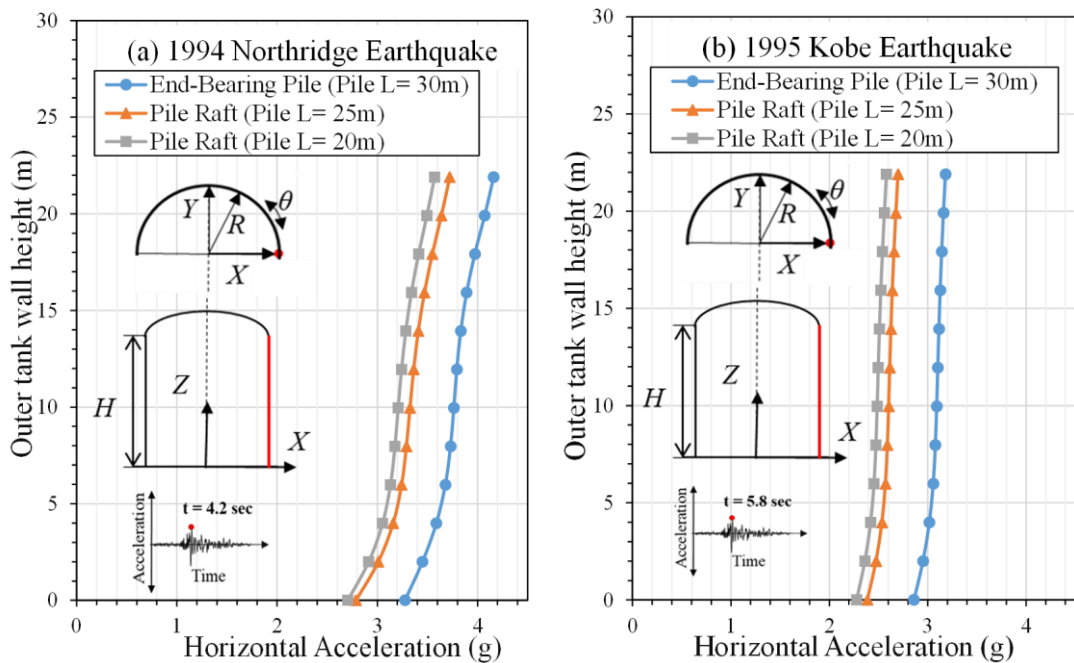 (a) 1994 Northridge Earthquake
End-Bearing Pile (Pile L= 30m)
Pile Raft (Pile L= 25m)
Pile Raft (Pile L= 20m)
Outer tank wall height (m)
30
25
20
15
10
5
0
Y
R
θ
X
H
Z
X
t = 4.2 sec
Acceleration
Time
0
1
2
3
4
Horizontal Acceleration (g)
(b) 1995 Kobe Earthquake
End-Bearing Pile (Pile L= 30m)
Pile Raft (Pile L= 25m)
Pile Raft (Pile L= 20m)
Outer tank wall height (m)
30
25
20
15
10
5
0
Y
R
θ
X
H
Z
X
t = 5.8 sec
Acceleration
Time
0
1
2
3
4
Horizontal Acceleration (g)